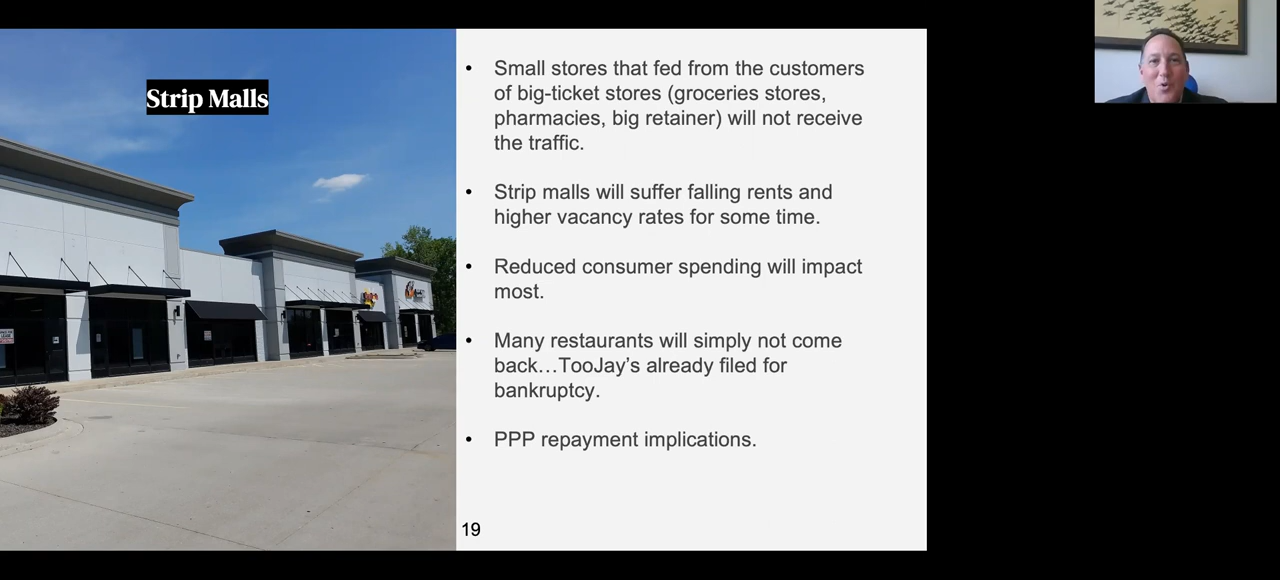 Strip Malls
• Small stores that fed from the customers
of big-ticket stores (groceries stores,
pharmacies, big retainer) will not receive
the traffic.
• Strip malls will suffer falling rents and
higher vacancy rates for some time.
• Reduced consumer spending will impact
most.
• Many restaurants will simply not come
back…TooJay’s already filed for
bankruptcy.
• PPP repayment implications.
19